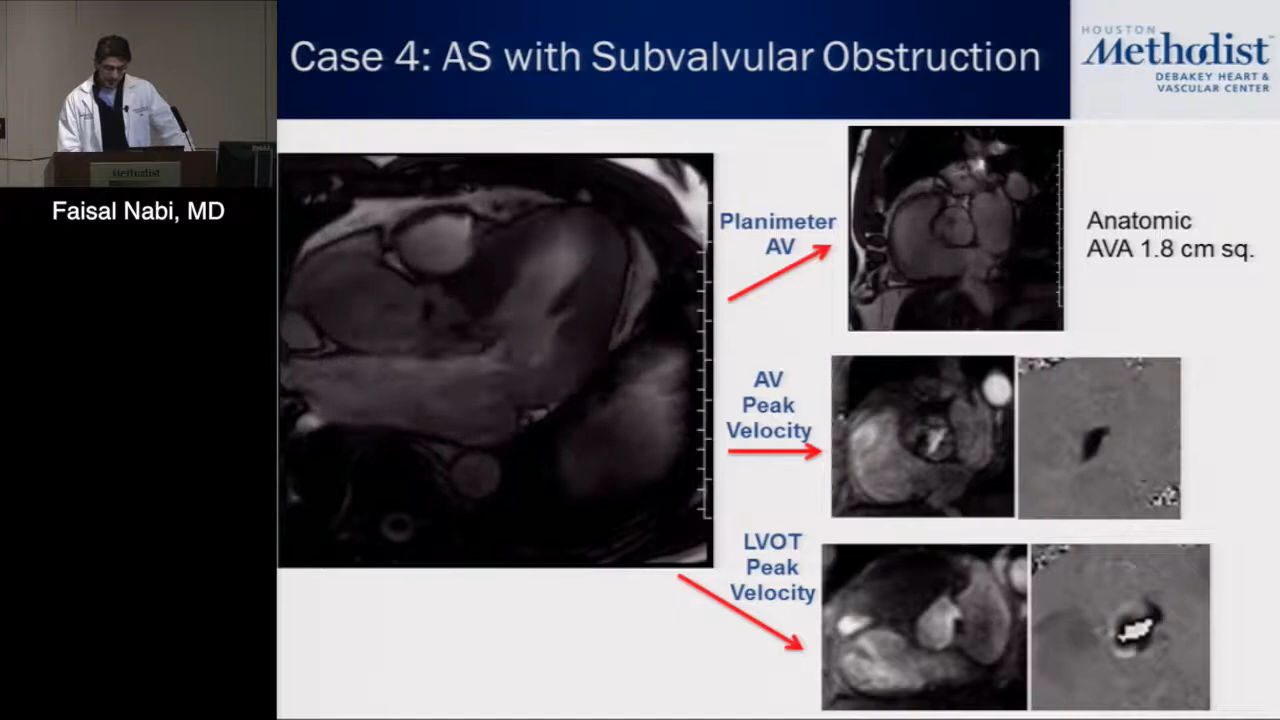 Case 4: AS with Subvalvular Obstruction
HOUSTON
Methodist
DEBAKEY HEART &
VASCULAR CENTER
Methodist
Faisal Nabi, MD
Planimeter
AV
Anatomic
AVA 1.8 cm sq.
AV
Peak
Velocity
LVOT
Peak
Velocity